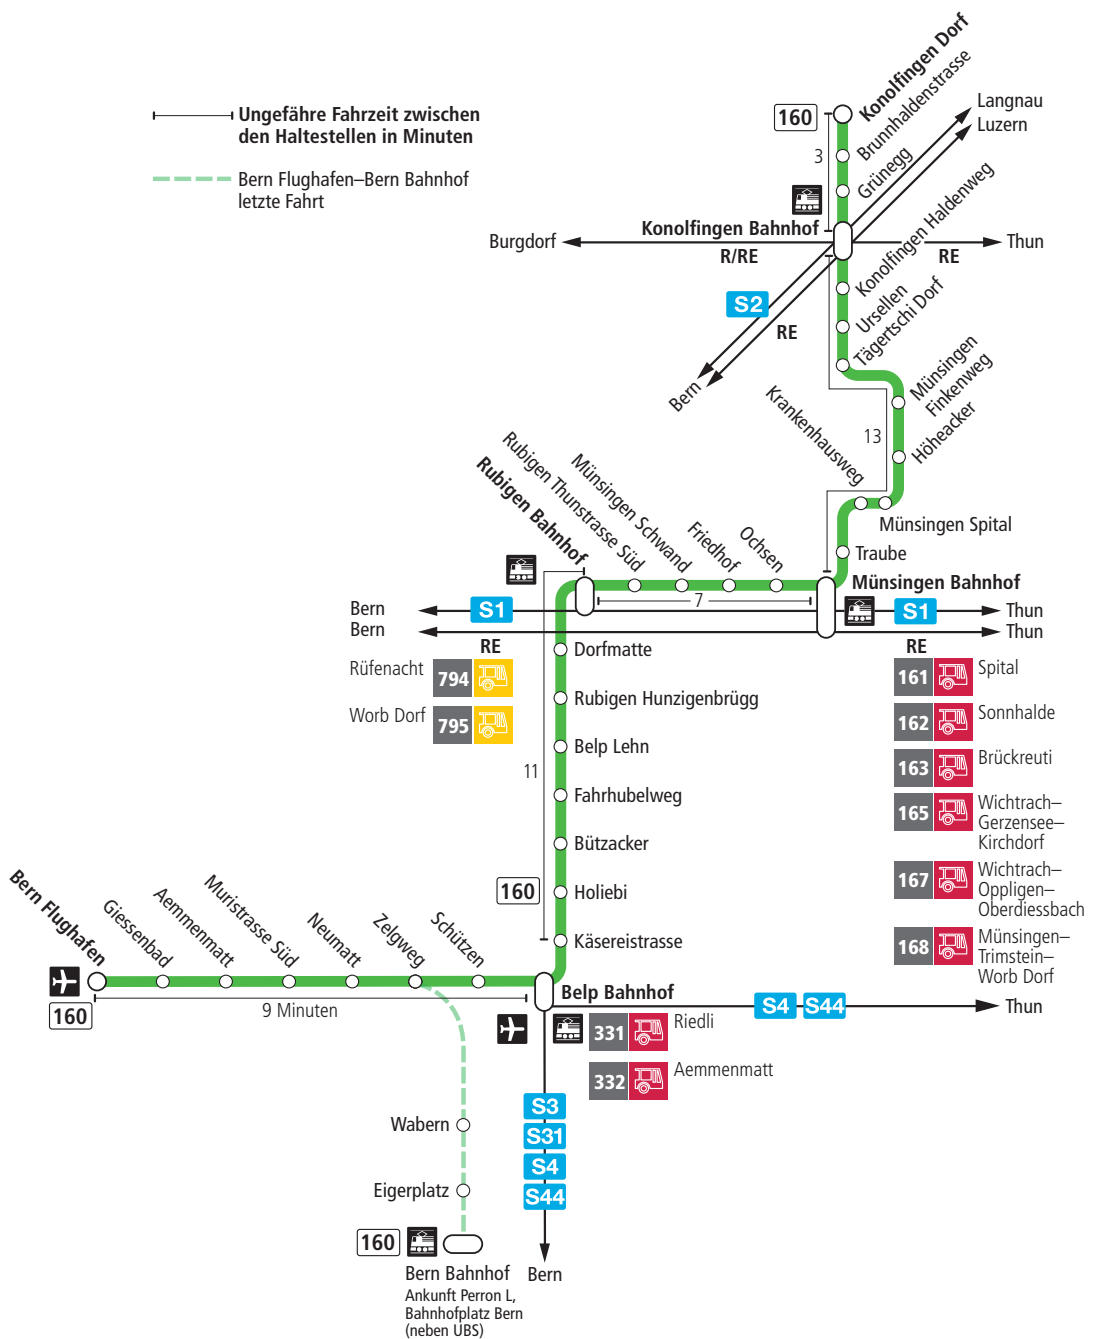 Ungefähre Fahrzeit zwischen
den Haltestellen in Minuten
Bern Flughafen–Bern Bahnhof
letzte Fahrt
160
Konolfingen Dorf
Brunnhaldenstrasse
3
Grünegg
Langnau
Luzern
Konolfingen Bahnhof
Burgdorf
R/RE
RE
Thun
Konolfingen Haldenweg
S2
RE
Bern
Ursellen
Tägertschi Dorf
Münsingen
Finkenweg
13
Höheacker
Krankenhausweg
Münsingen Spital
Traube
Münsingen Bahnhof
Ochsen
Friedhof
Münsingen Schwand
Rubigen Thunstrasse Süd
Rubigen Bahnhof
7
Bern
S1
S1
Thun
Bern
Thun
RE
RE
Rüfenacht
794
Worb Dorf
795
161
Spital
162
Sonnhalde
163
Brückreuti
165
Wichtrach–
Gerzensee–
Kirchdorf
167
Wichtrach–
Oppligen–
Oberdiessbach
168
Münsingen–
Trimstein–
Worb Dorf
Dorfmatte
Rubigen Hunzigenbrügg
Belp Lehn
11
Fahrhubelweg
Bützacker
160
Holiebi
Käsereistrasse
Bern Flughafen
Giessenbad
Aemmenmatt
Muristrasse Süd
Neumatt
Zelgweg
Schützen
160
9 Minuten
Belp Bahnhof
S4
S44
Thun
331
Riedli
332
Aemmenmatt
S3
S31
S4
S44
Bern
Wabern
Eigerplatz
160
Bern Bahnhof
Ankunft Perron L,
Bahnhofplatz Bern
(neben UBS)